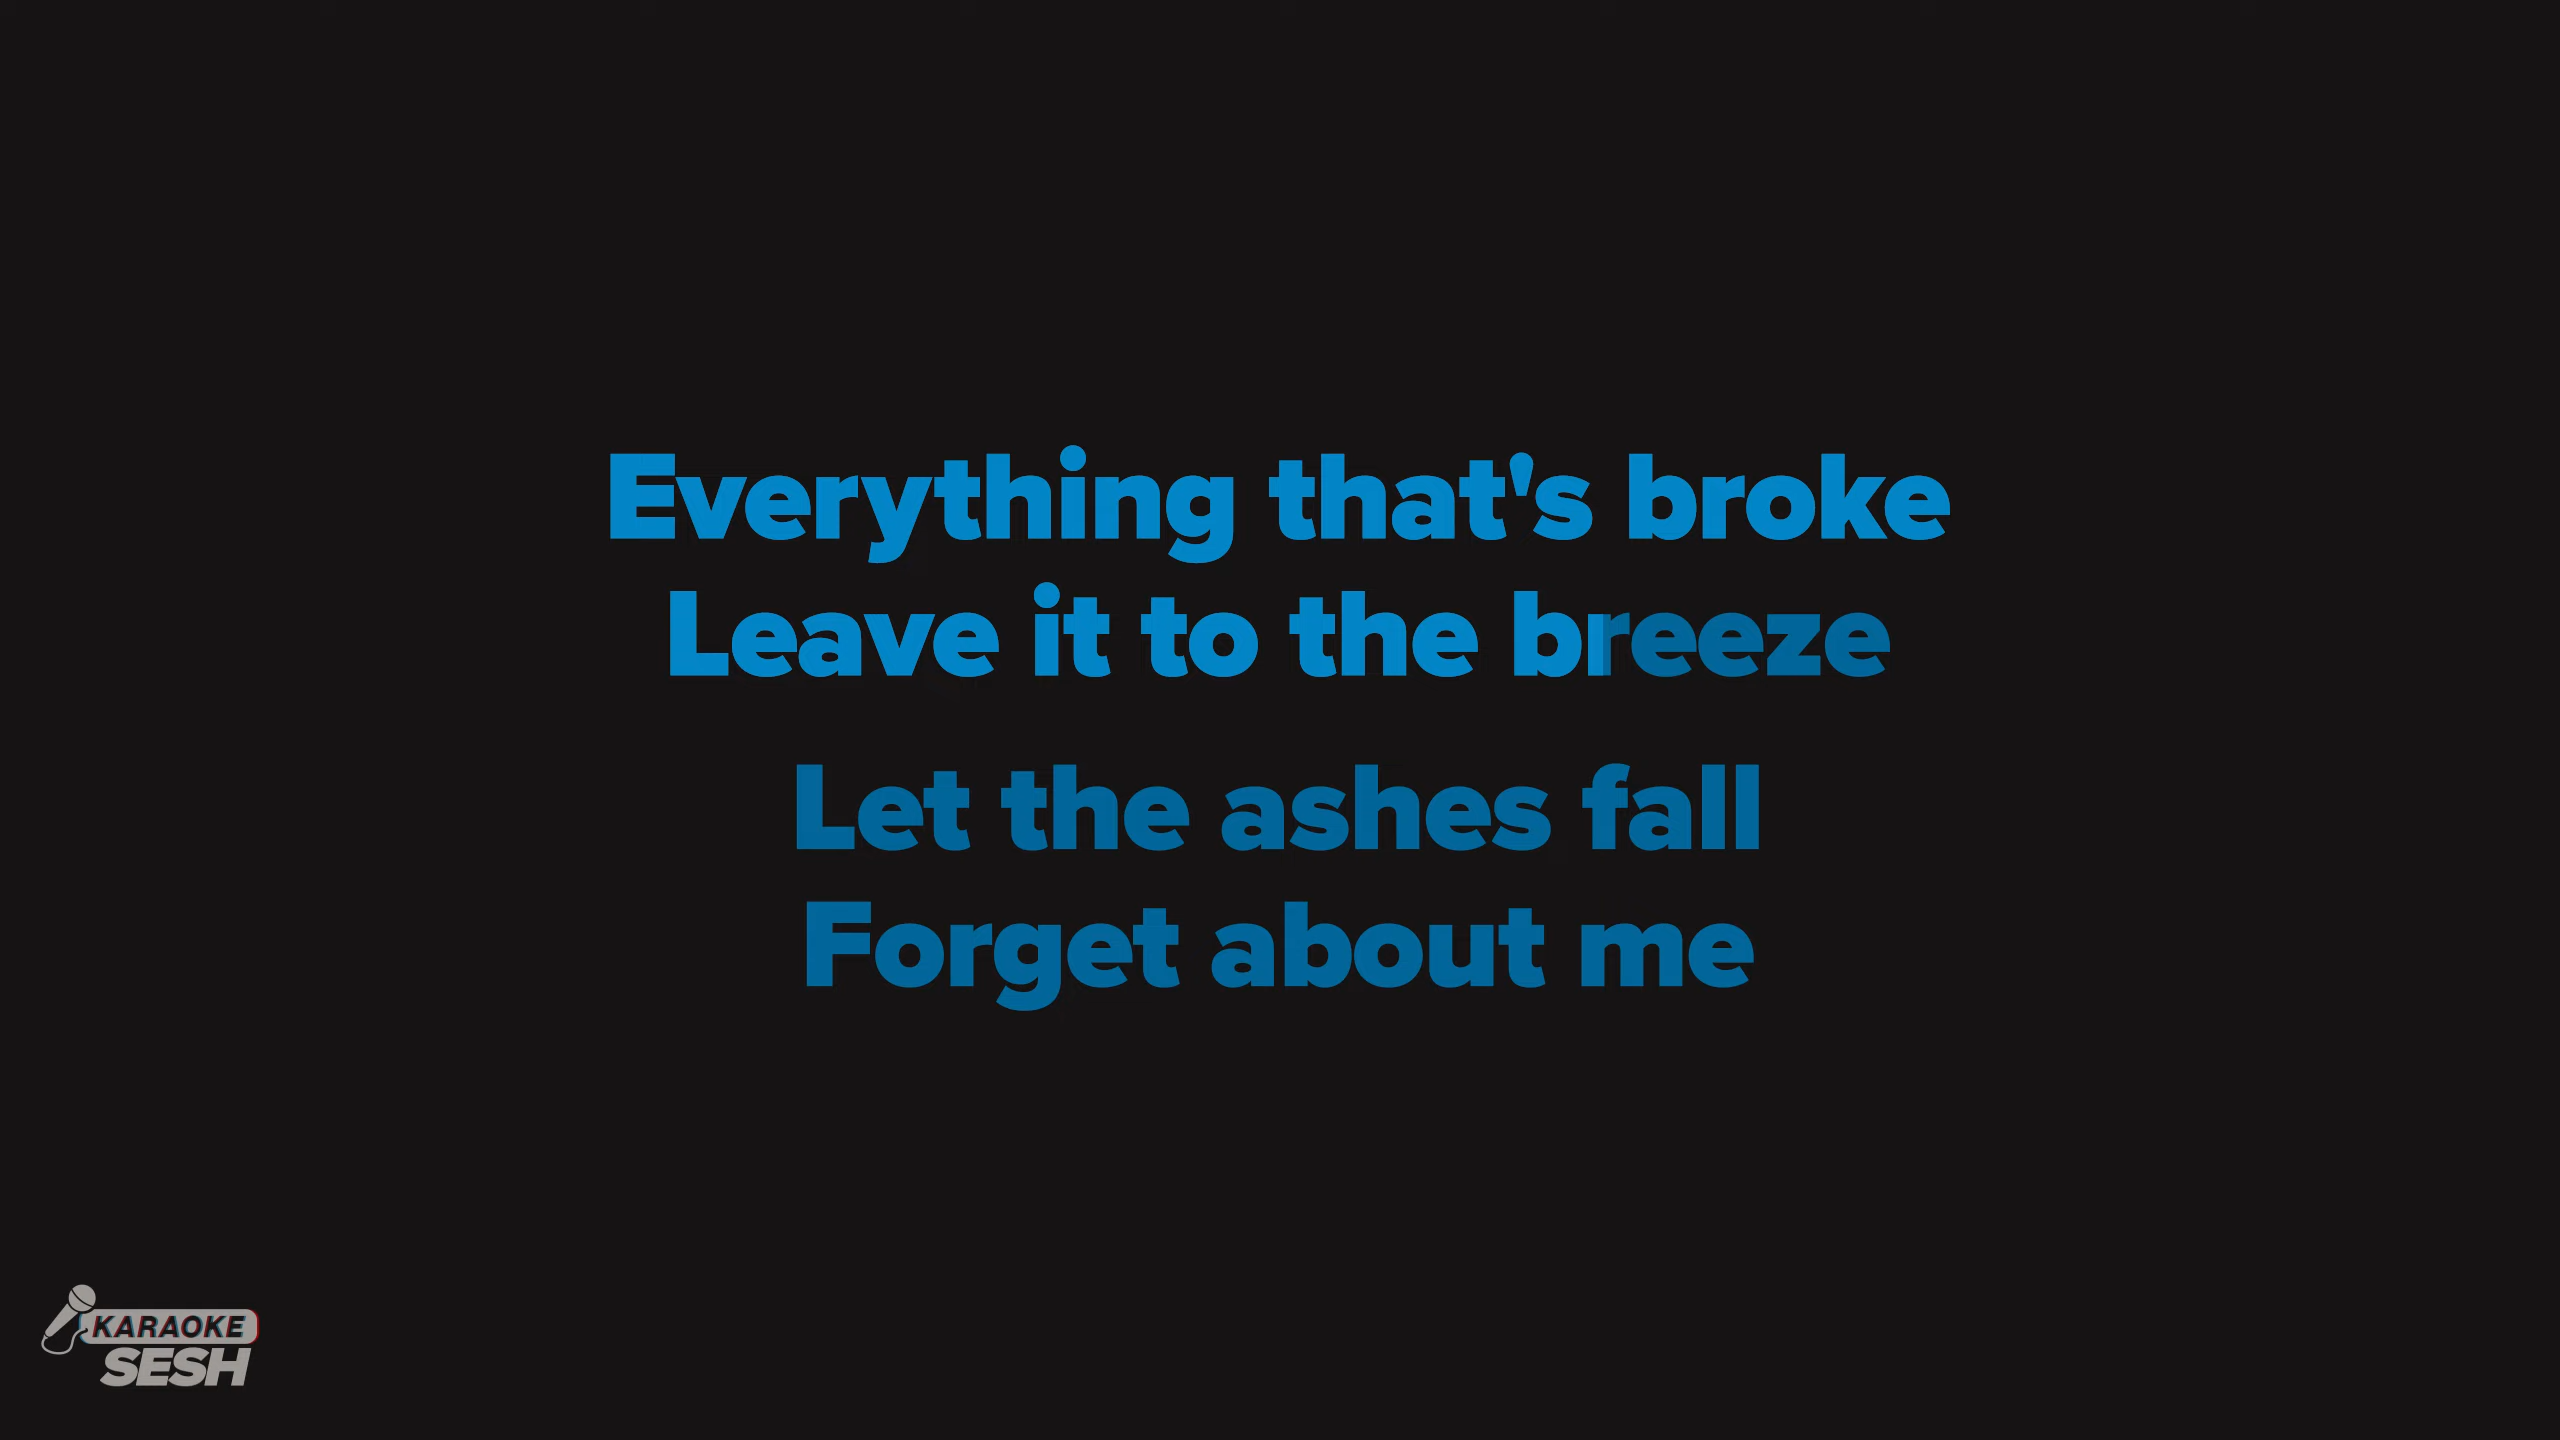 Everything that's broke
Leave it to the breeze
Let the ashes fall
Forget about me
KARAOKE
SESH